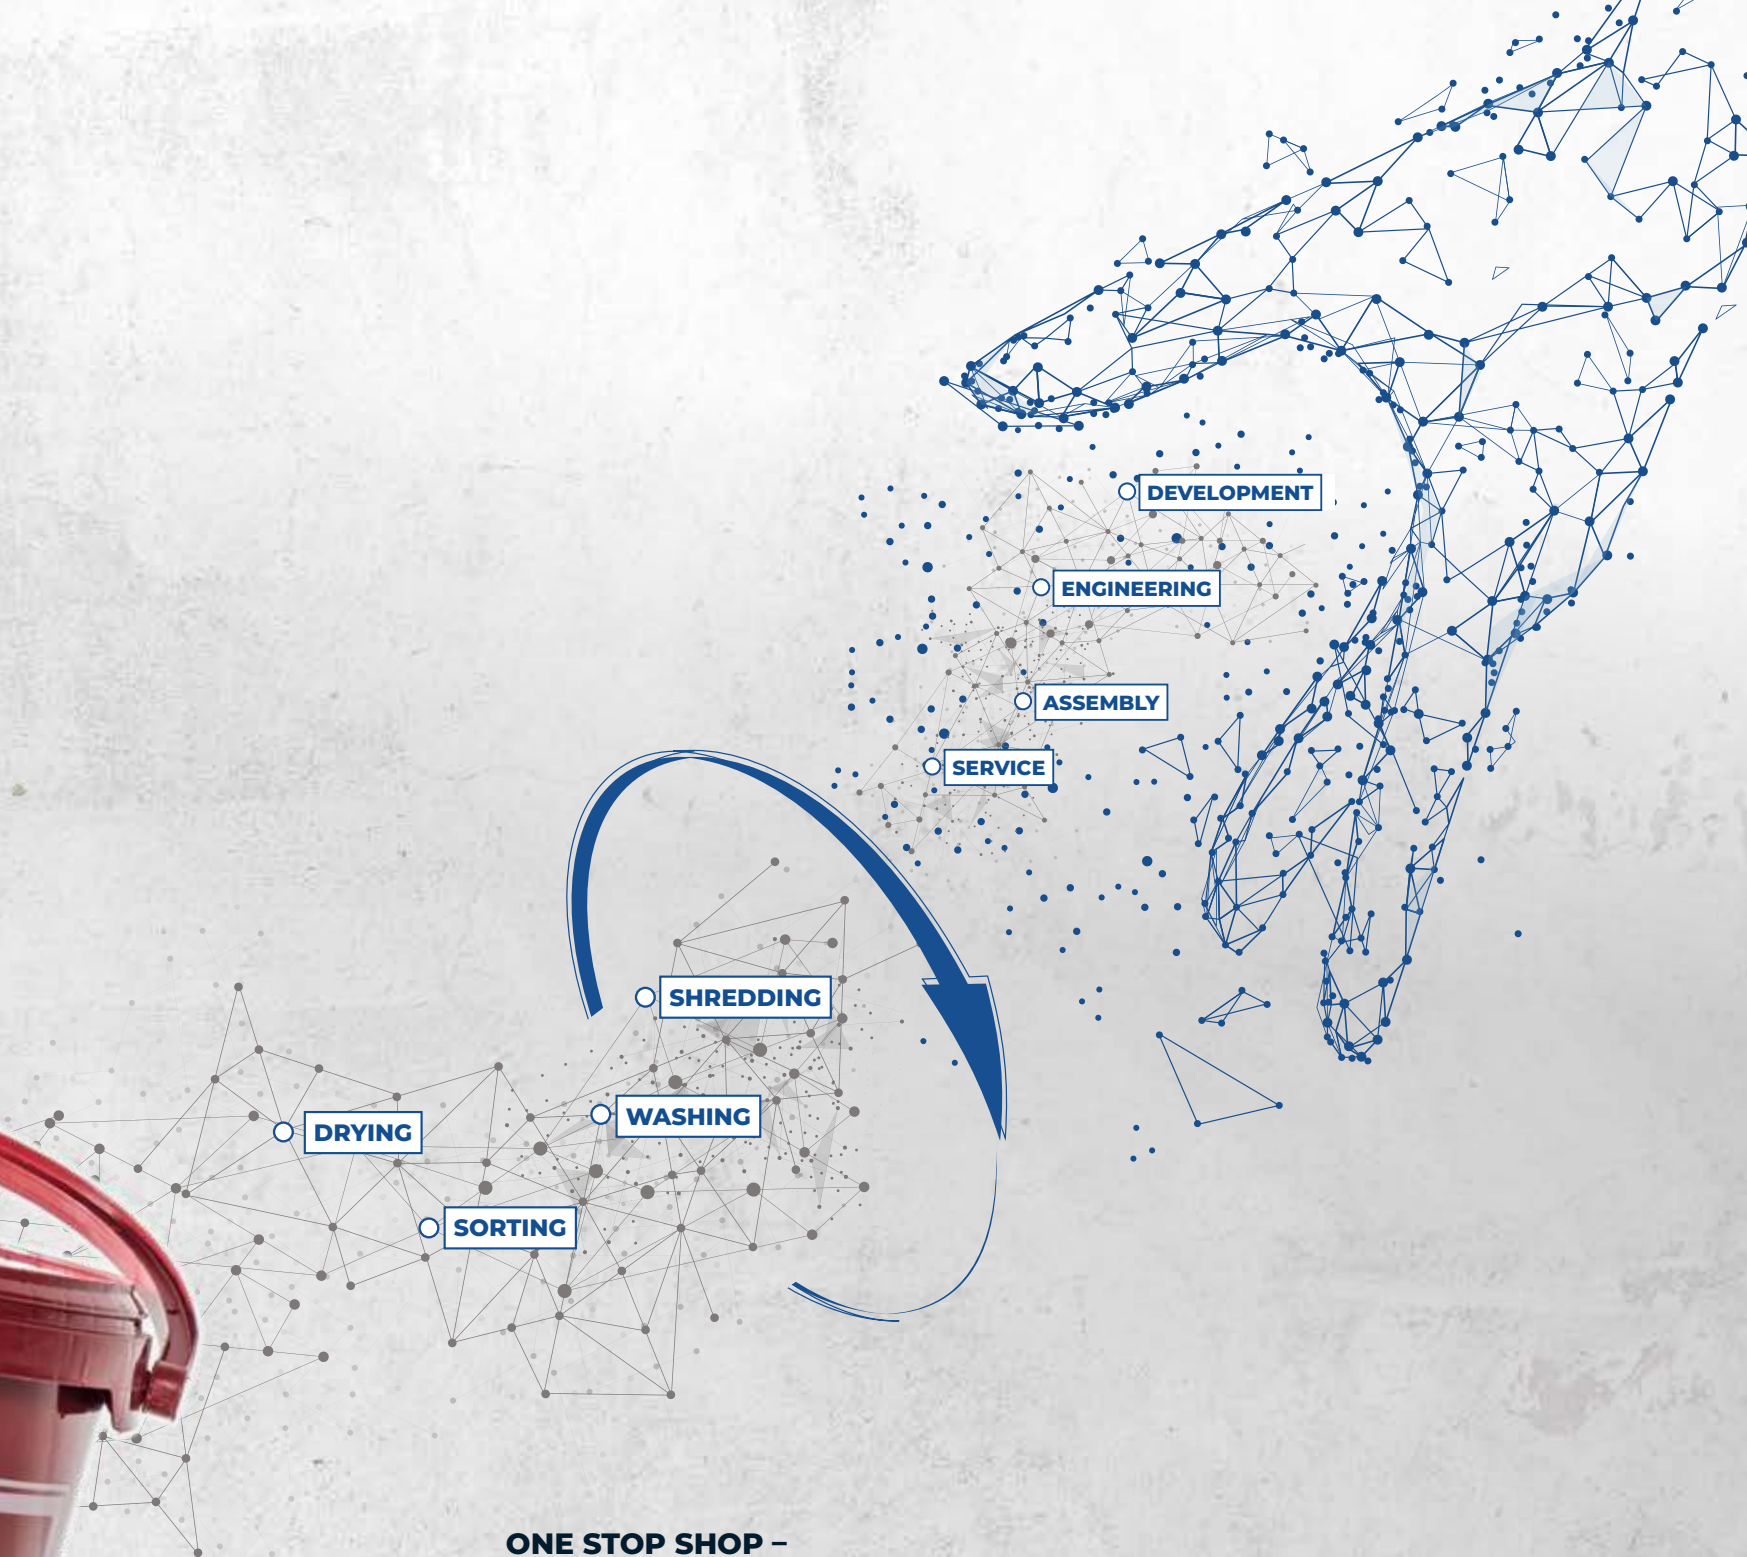 DEVELOPMENT
ENGINEERING
ASSEMBLY
SERVICE
SHREDDING
WASHING
DRYING
SORTING
ONE STOP SHOP –